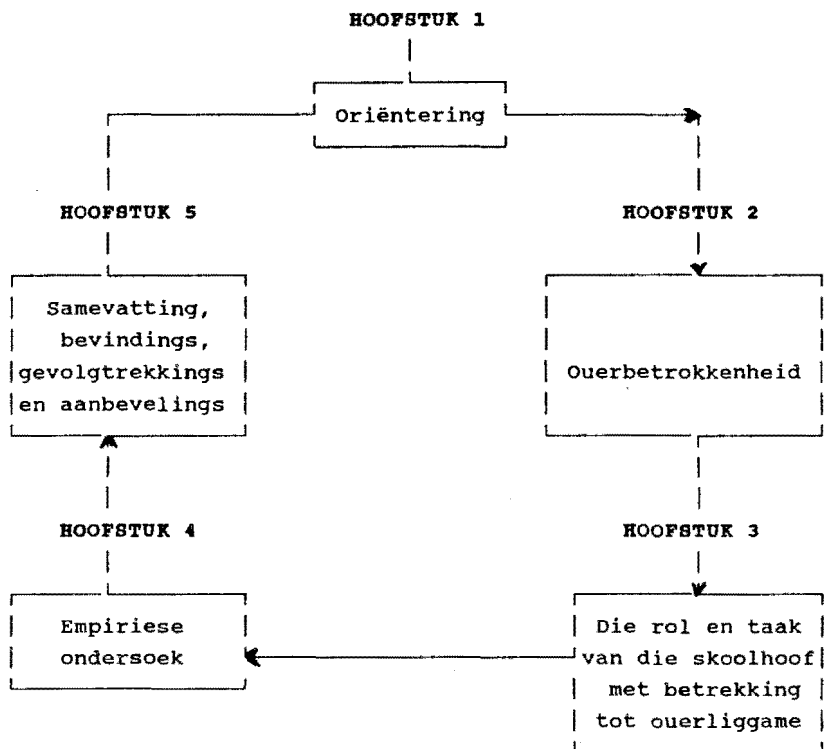 HOOFSTUK 1
Oriëntering
HOOFSTUK 5
HOOFSTUK 2
Samevatting,
bevindings,
gevolgtrekkings
en aanbevelings
Ouerbetrokkenheid
HOOFSTUK 4
HOOFSTUK 3
Empiriese
ondersoek
Die rol en taak
van die skoolhoof
met betrekking
tot ouerliggame